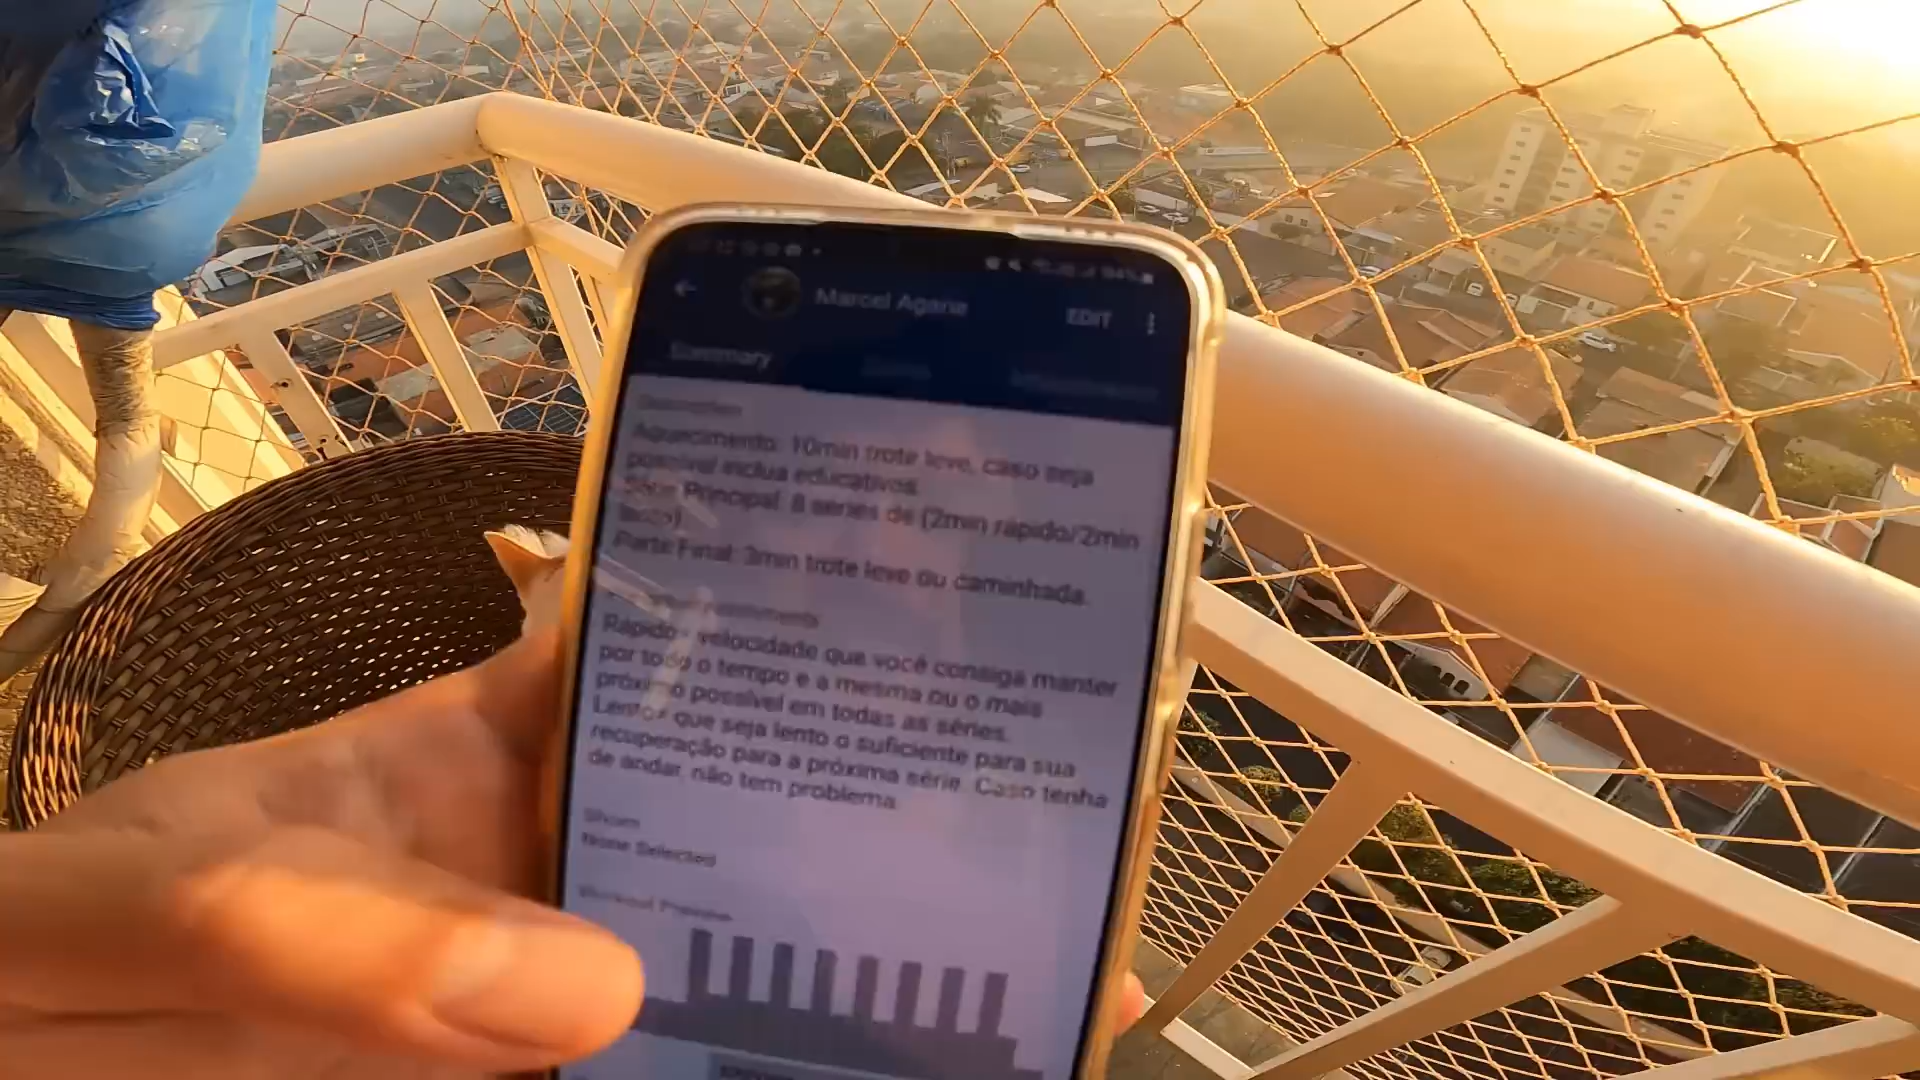 Marcel Agarie
EDIT
Summary
Description
Aquecimento: 10min trote leve, caso seja
possível inclua educativos.
Série Principal: 8 séries de (2min rápido/2min
lento)
Parte Final: 3min trote leve ou caminhada.
Rápido= velocidade que você consiga manter
por todo o tempo e a mesma ou o mais
próximo possível em todas as séries.
Lento= que seja lento o suficiente para sua
recuperação para a próxima série. Caso tenha
de andar, não tem problema.
Shoes
None Selected
Workout Preview